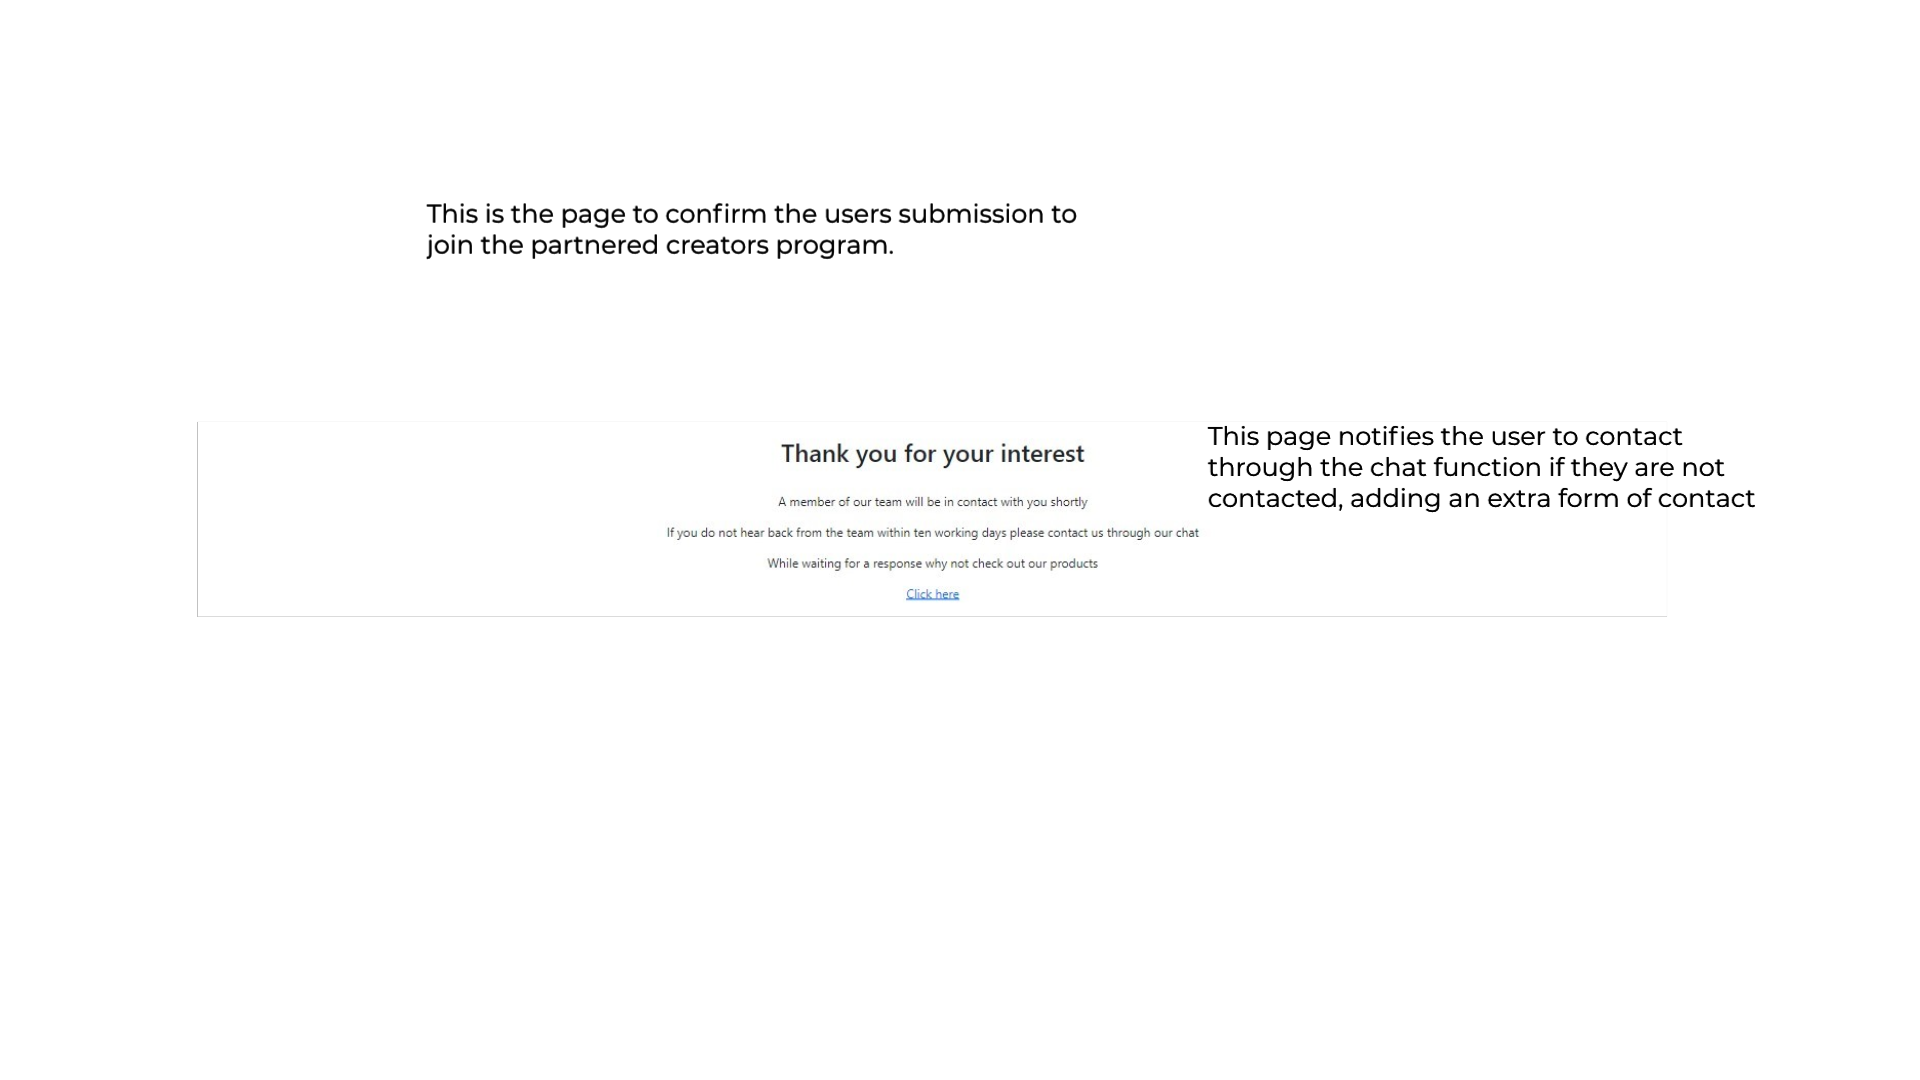 This is the page to confirm the users submission to
join the partnered creators program.
Thank you for your interest
A member of our team will be in contact with you shortly
If you do not hear back from the team within ten working days please contact us through our chat
While waiting for a response why not check out our products
Click here
This page notifies the user to contact
through the chat function if they are not
contacted, adding an extra form of contact